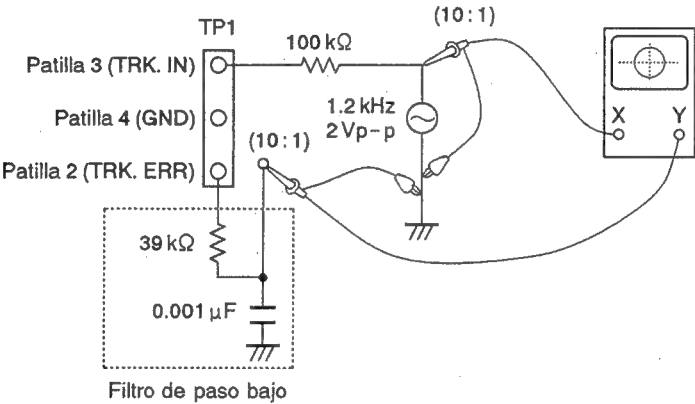 TP1
(10:1)
100 kΩ
Patilla 3 (TRK. IN)
1.2 kHz
2 Vp-p
X
Y
Patilla 4 (GND)
(10:1)
Patilla 2 (TRK. ERR)
39 kΩ
0.001 µF
Filtro de paso bajo